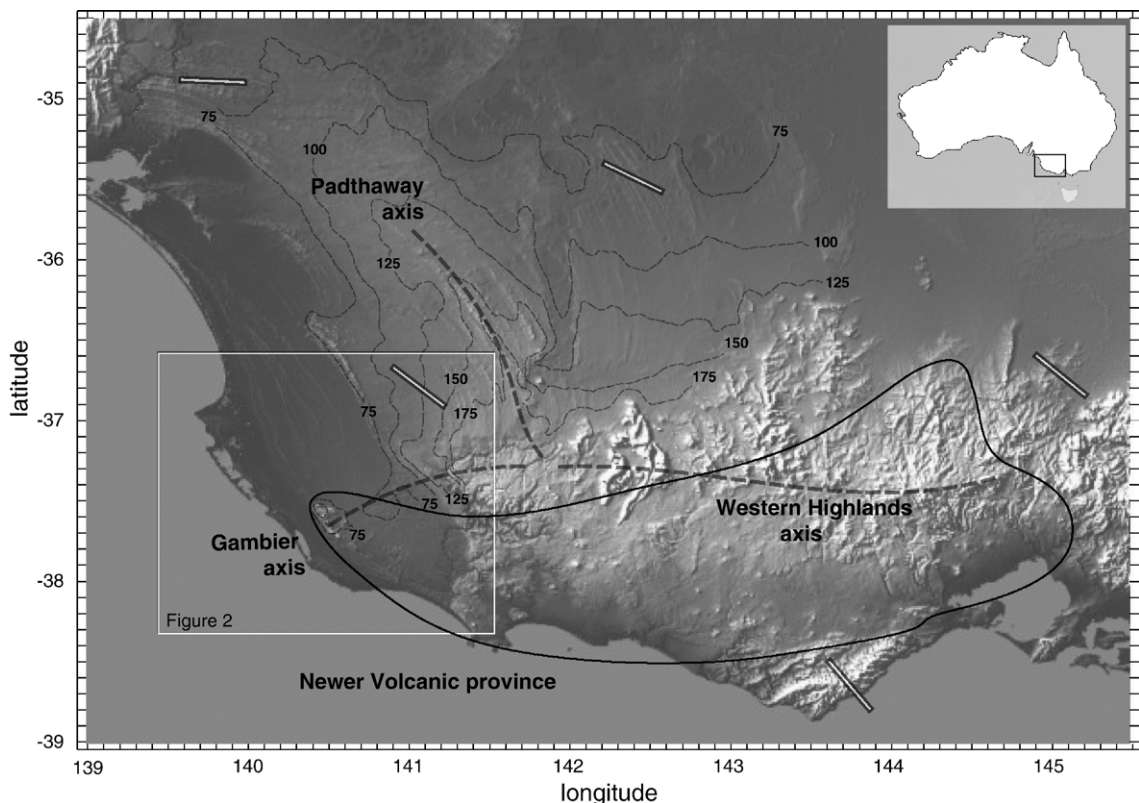 -35
-36
-37
-38
-39
latitude
139
140
141
142
143
144
145
longitude
75
100
75
Padthaway
axis
125
100
125
150
175
150
175
75
75
125
75
Gambier
axis
Western Highlands
axis
Figure 2
Newer Volcanic province